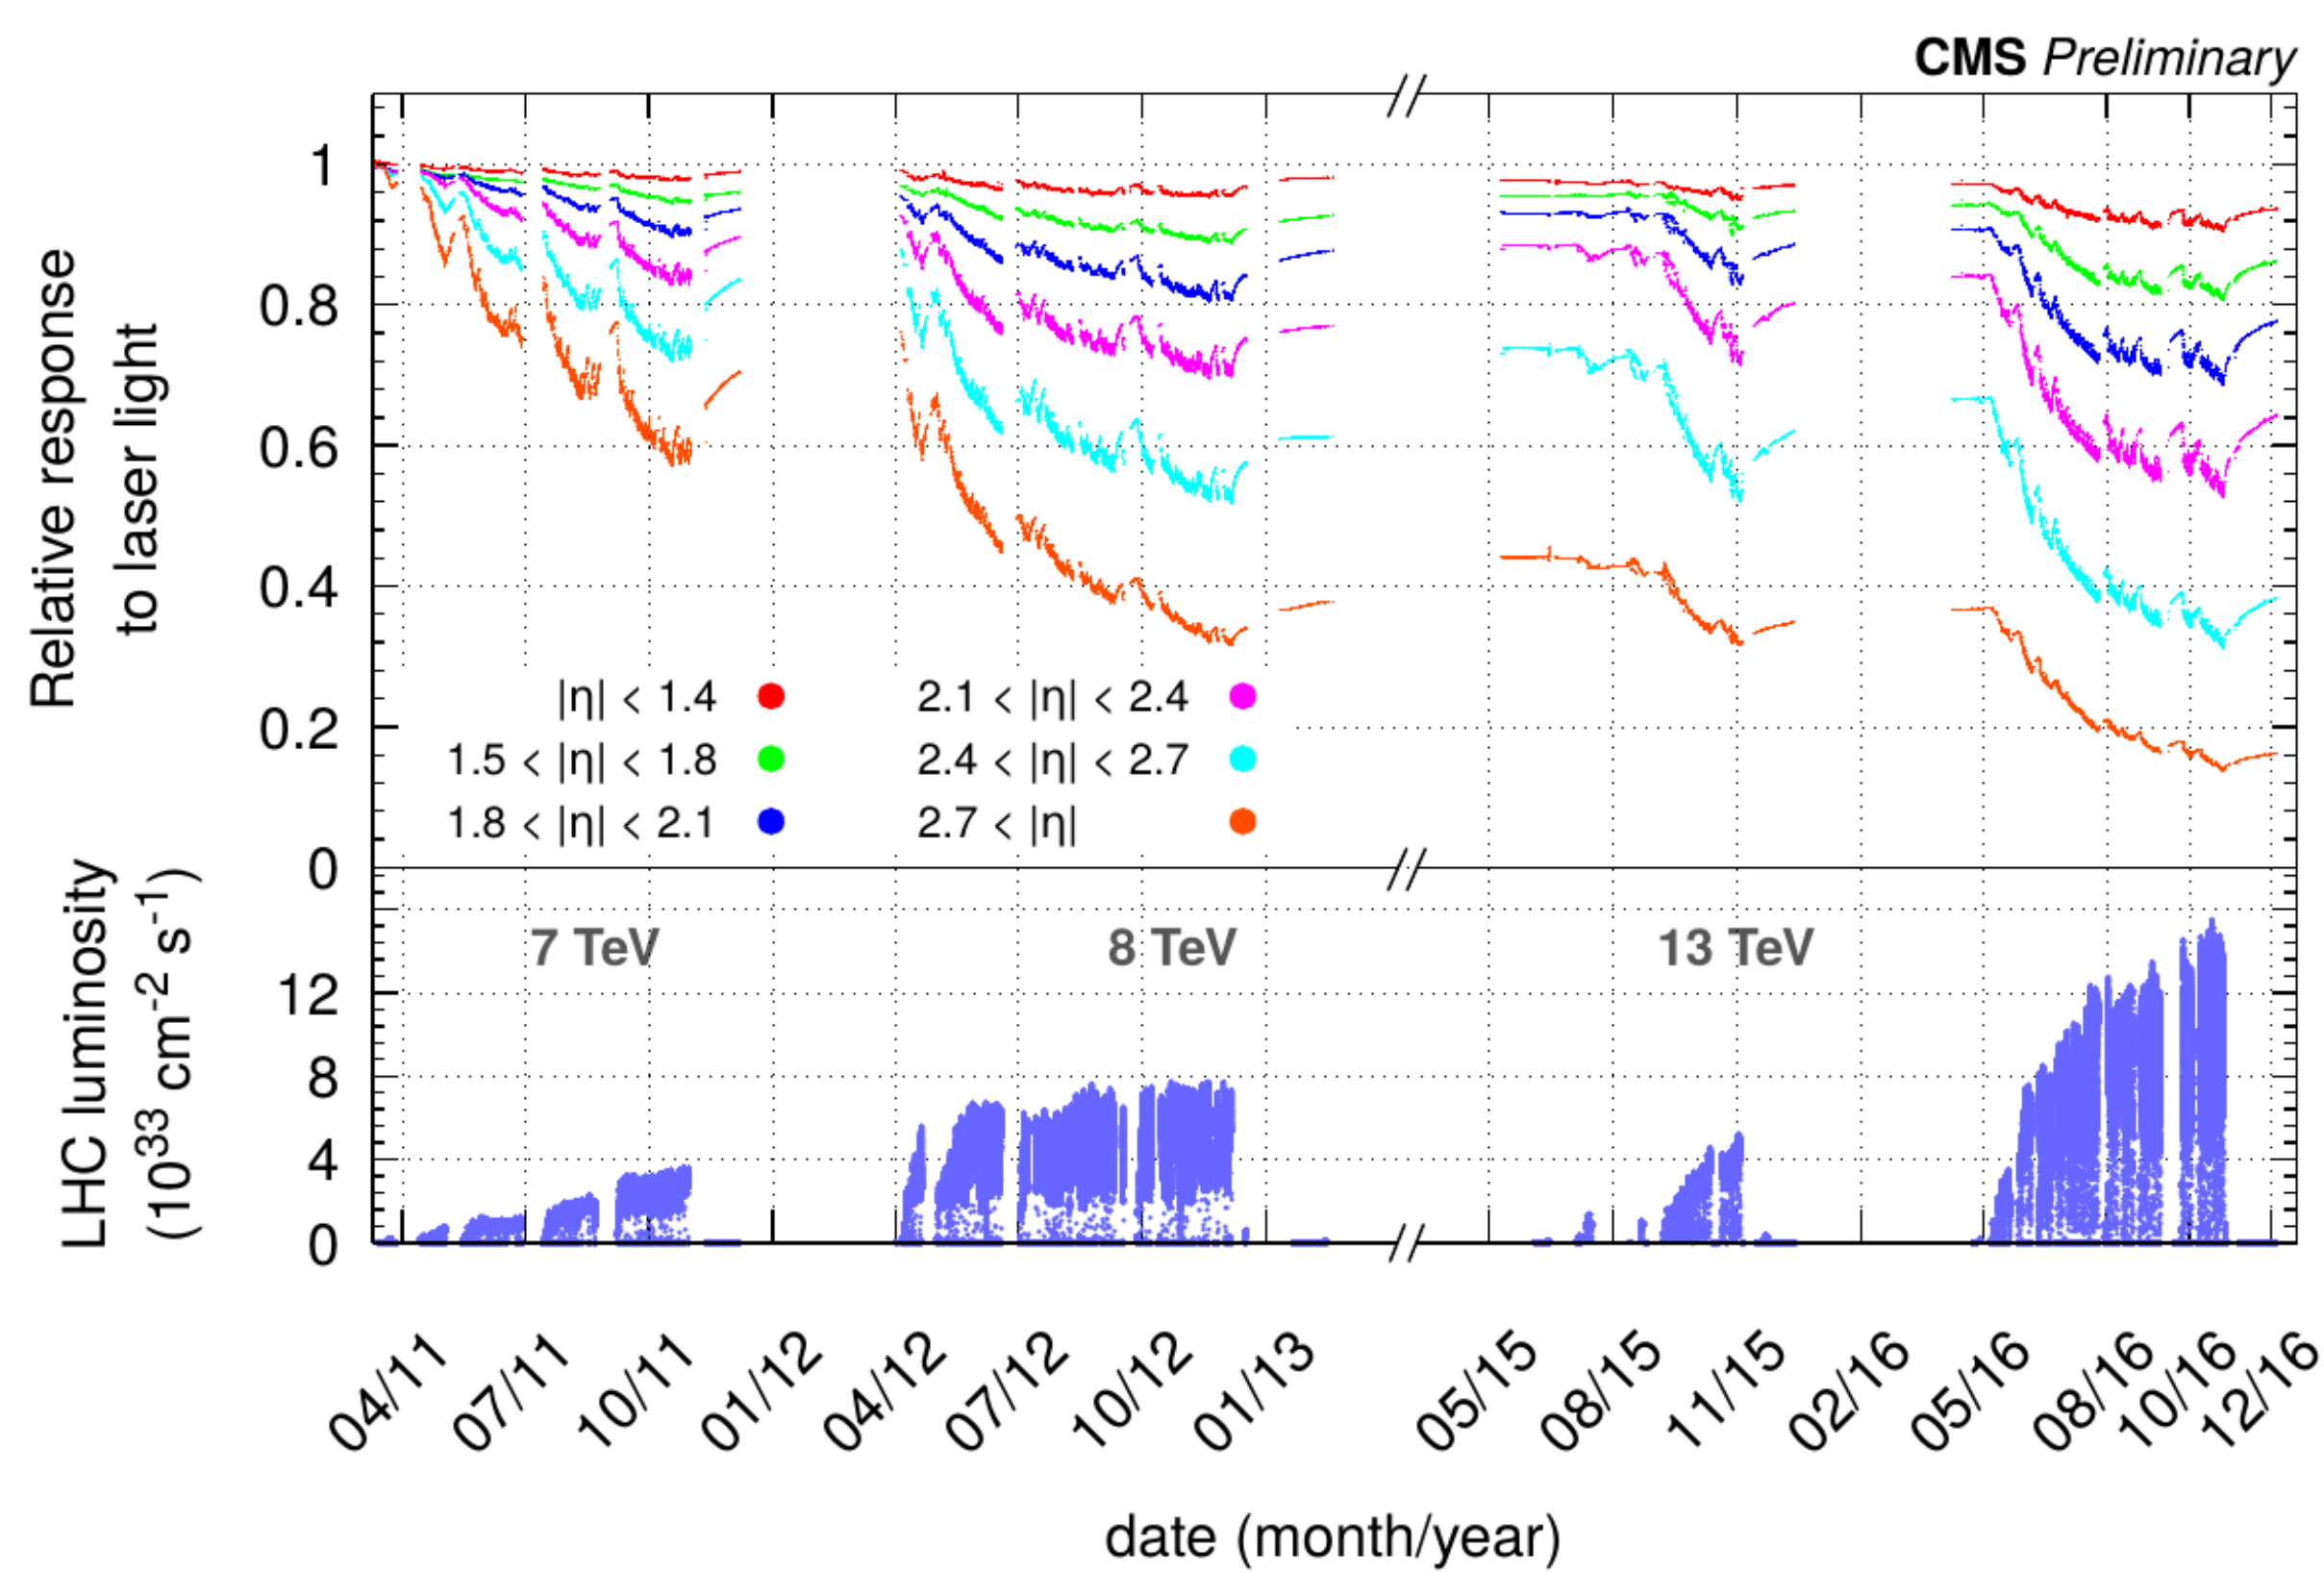 CMS Preliminary
Relative response
to laser light
1
0.8
0.6
0.4
0.2
0
|η| < 1.4
1.5 < |η| < 1.8
1.8 < |η| < 2.1
2.1 < |η| < 2.4
2.4 < |η| < 2.7
2.7 < |η|
LHC luminosity
(10³³ cm⁻² s⁻¹)
7 TeV 8 TeV 13 TeV
12
8
4
0
04/11 07/11 10/11 01/12 04/12 07/12 10/12 01/13 05/15 08/15 11/15 02/16 05/16 08/16 10/16 12/16
date (month/year)